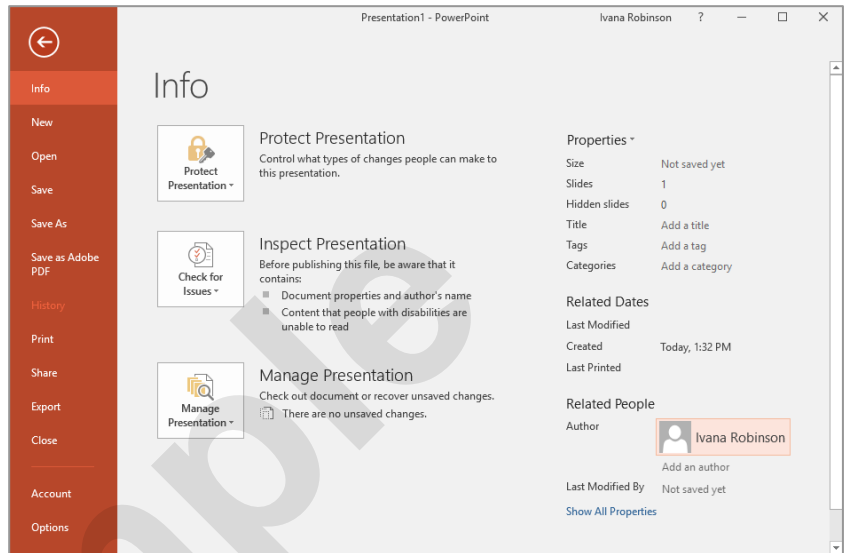 Presentation1 - PowerPoint
Ivana Robinson ?
Info
New
Open
Save
Save As
Save as Adobe
PDF
History
Print
Share
Export
Close
Account
Options
Info
Protect
Presentation
Protect Presentation
Control what types of changes people can make to
this presentation.
Check for
Issues
Inspect Presentation
Before publishing this file, be aware that it
contains:
Document properties and author's name
Content that people with disabilities are
unable to read
Manage
Presentation
Manage Presentation
Check out document or recover unsaved changes.
There are no unsaved changes.
Properties
Size Not saved yet
Slides 1
Hidden slides 0
Title Add a title
Tags Add a tag
Categories Add a category
Related Dates
Last Modified
Created Today, 1:32 PM
Last Printed
Related People
Author Ivana Robinson
Add an author
Last Modified By Not saved yet
Show All Properties
mple